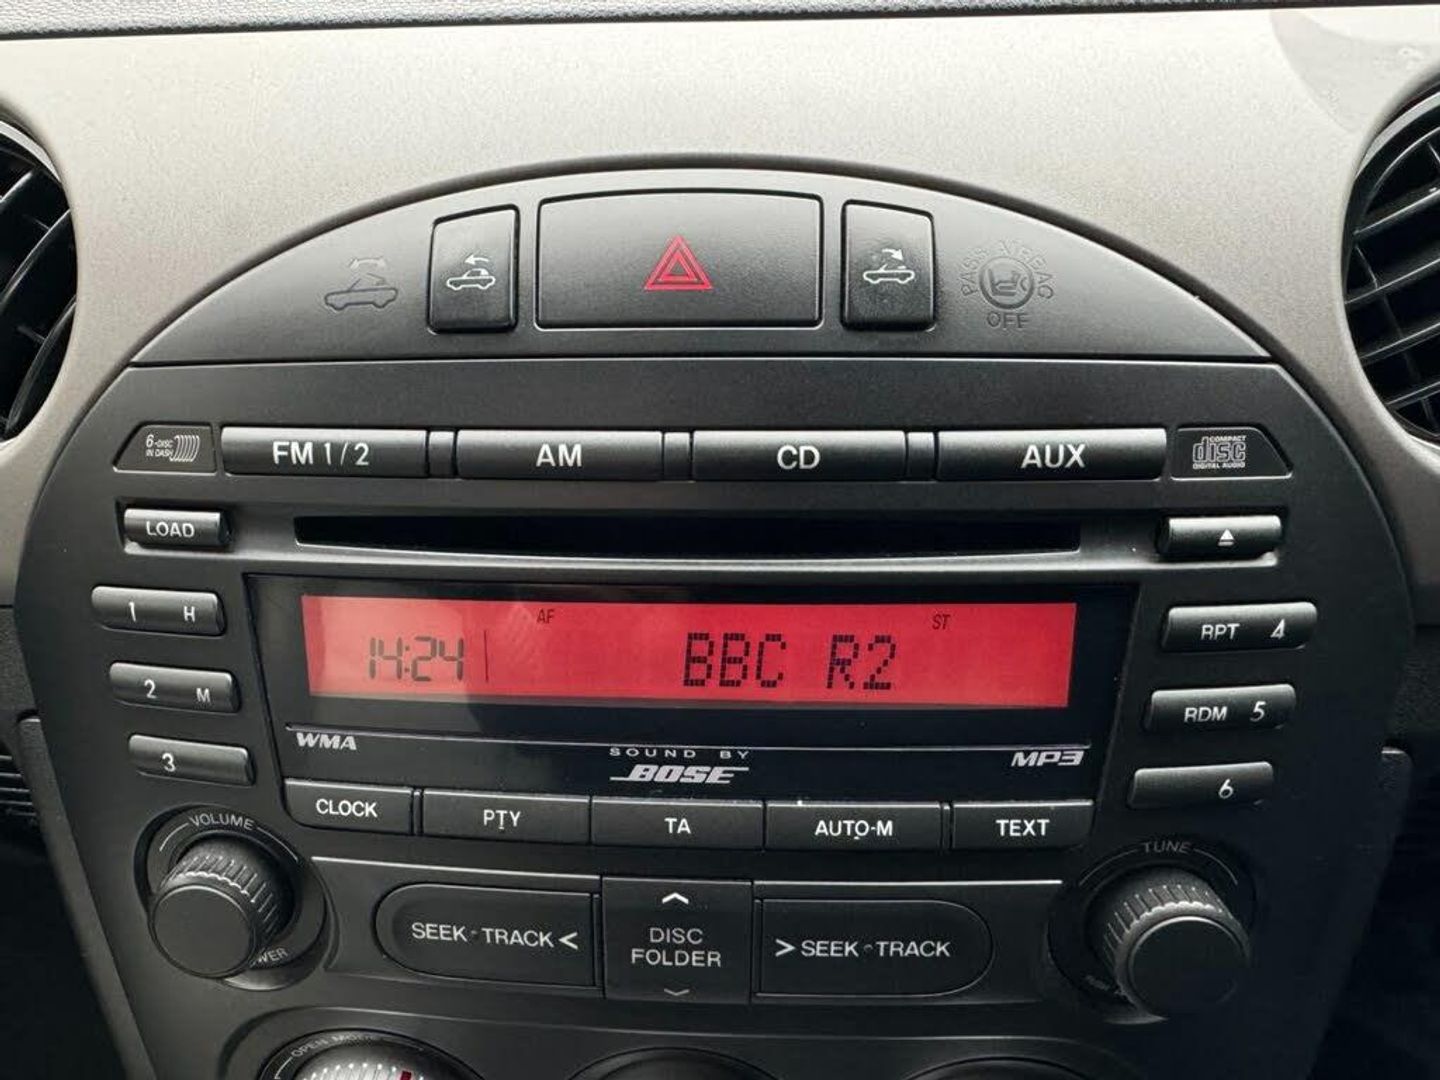 PASS AIRBAG
OFF
6-DISC
IN DASH
FM 1/2
AM
CD
AUX
COMPACT
disc
DIGITAL AUDIO
LOAD
1 H
2 M
3
RPT 4
RDM 5
6
AF
ST
14:24
BBC R2
WMA
SOUND BY
BOSE
MP3
CLOCK
PTY
TA
AUTO-M
TEXT
VOLUME
TUNE
SEEK TRACK <
DISC
FOLDER
> SEEK TRACK
OPEN